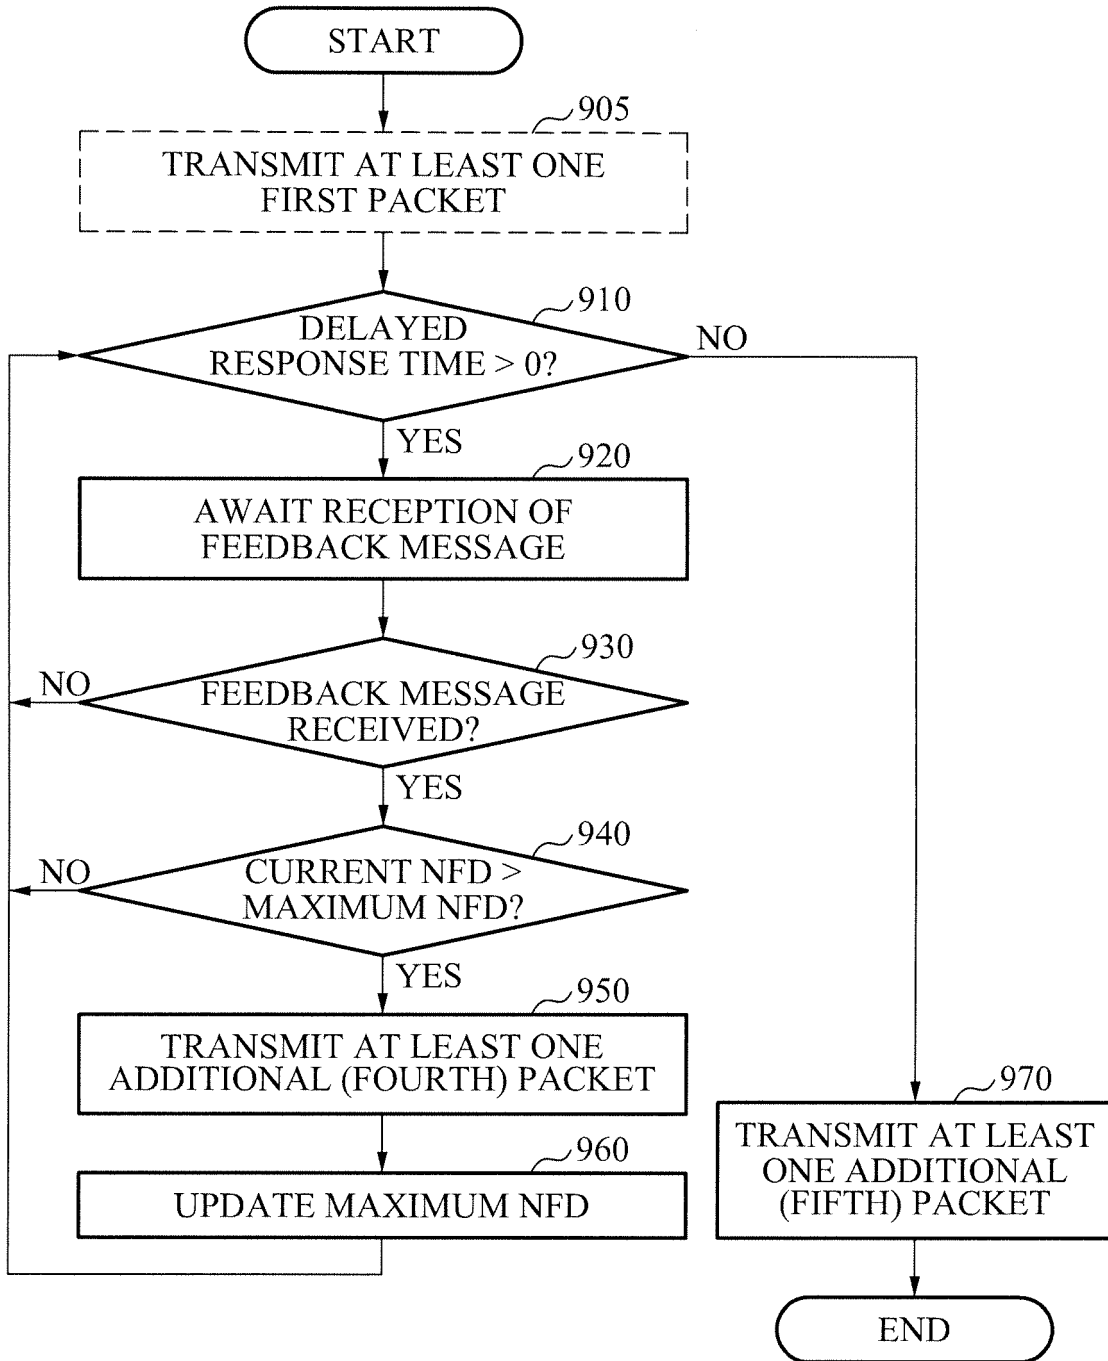 START
905
TRANSMIT AT LEAST ONE
FIRST PACKET
910
DELAYED
RESPONSE TIME > 0?
NO
YES
920
AWAIT RECEPTION OF
FEEDBACK MESSAGE
930
NO
FEEDBACK MESSAGE
RECEIVED?
YES
940
NO
CURRENT NFD >
MAXIMUM NFD?
YES
950
TRANSMIT AT LEAST ONE
ADDITIONAL (FOURTH) PACKET
960
UPDATE MAXIMUM NFD
970
TRANSMIT AT LEAST
ONE ADDITIONAL
(FIFTH) PACKET
END